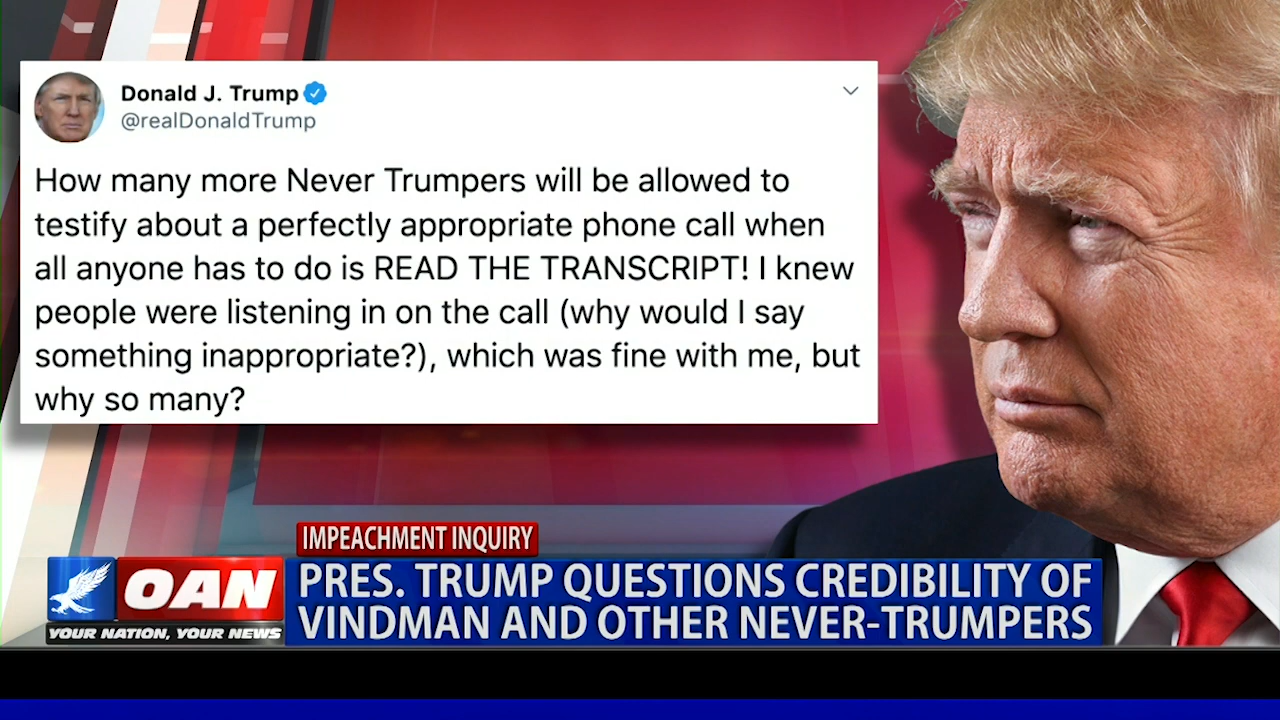 Donald J. Trump
@realDonaldTrump
How many more Never Trumpers will be allowed to
testify about a perfectly appropriate phone call when
all anyone has to do is READ THE TRANSCRIPT! I knew
people were listening in on the call (why would I say
something inappropriate?), which was fine with me, but
why so many?
IMPEACHMENT INQUIRY
OAN
YOUR NATION, YOUR NEWS
PRES. TRUMP QUESTIONS CREDIBILITY OF
VINDMAN AND OTHER NEVER-TRUMPERS